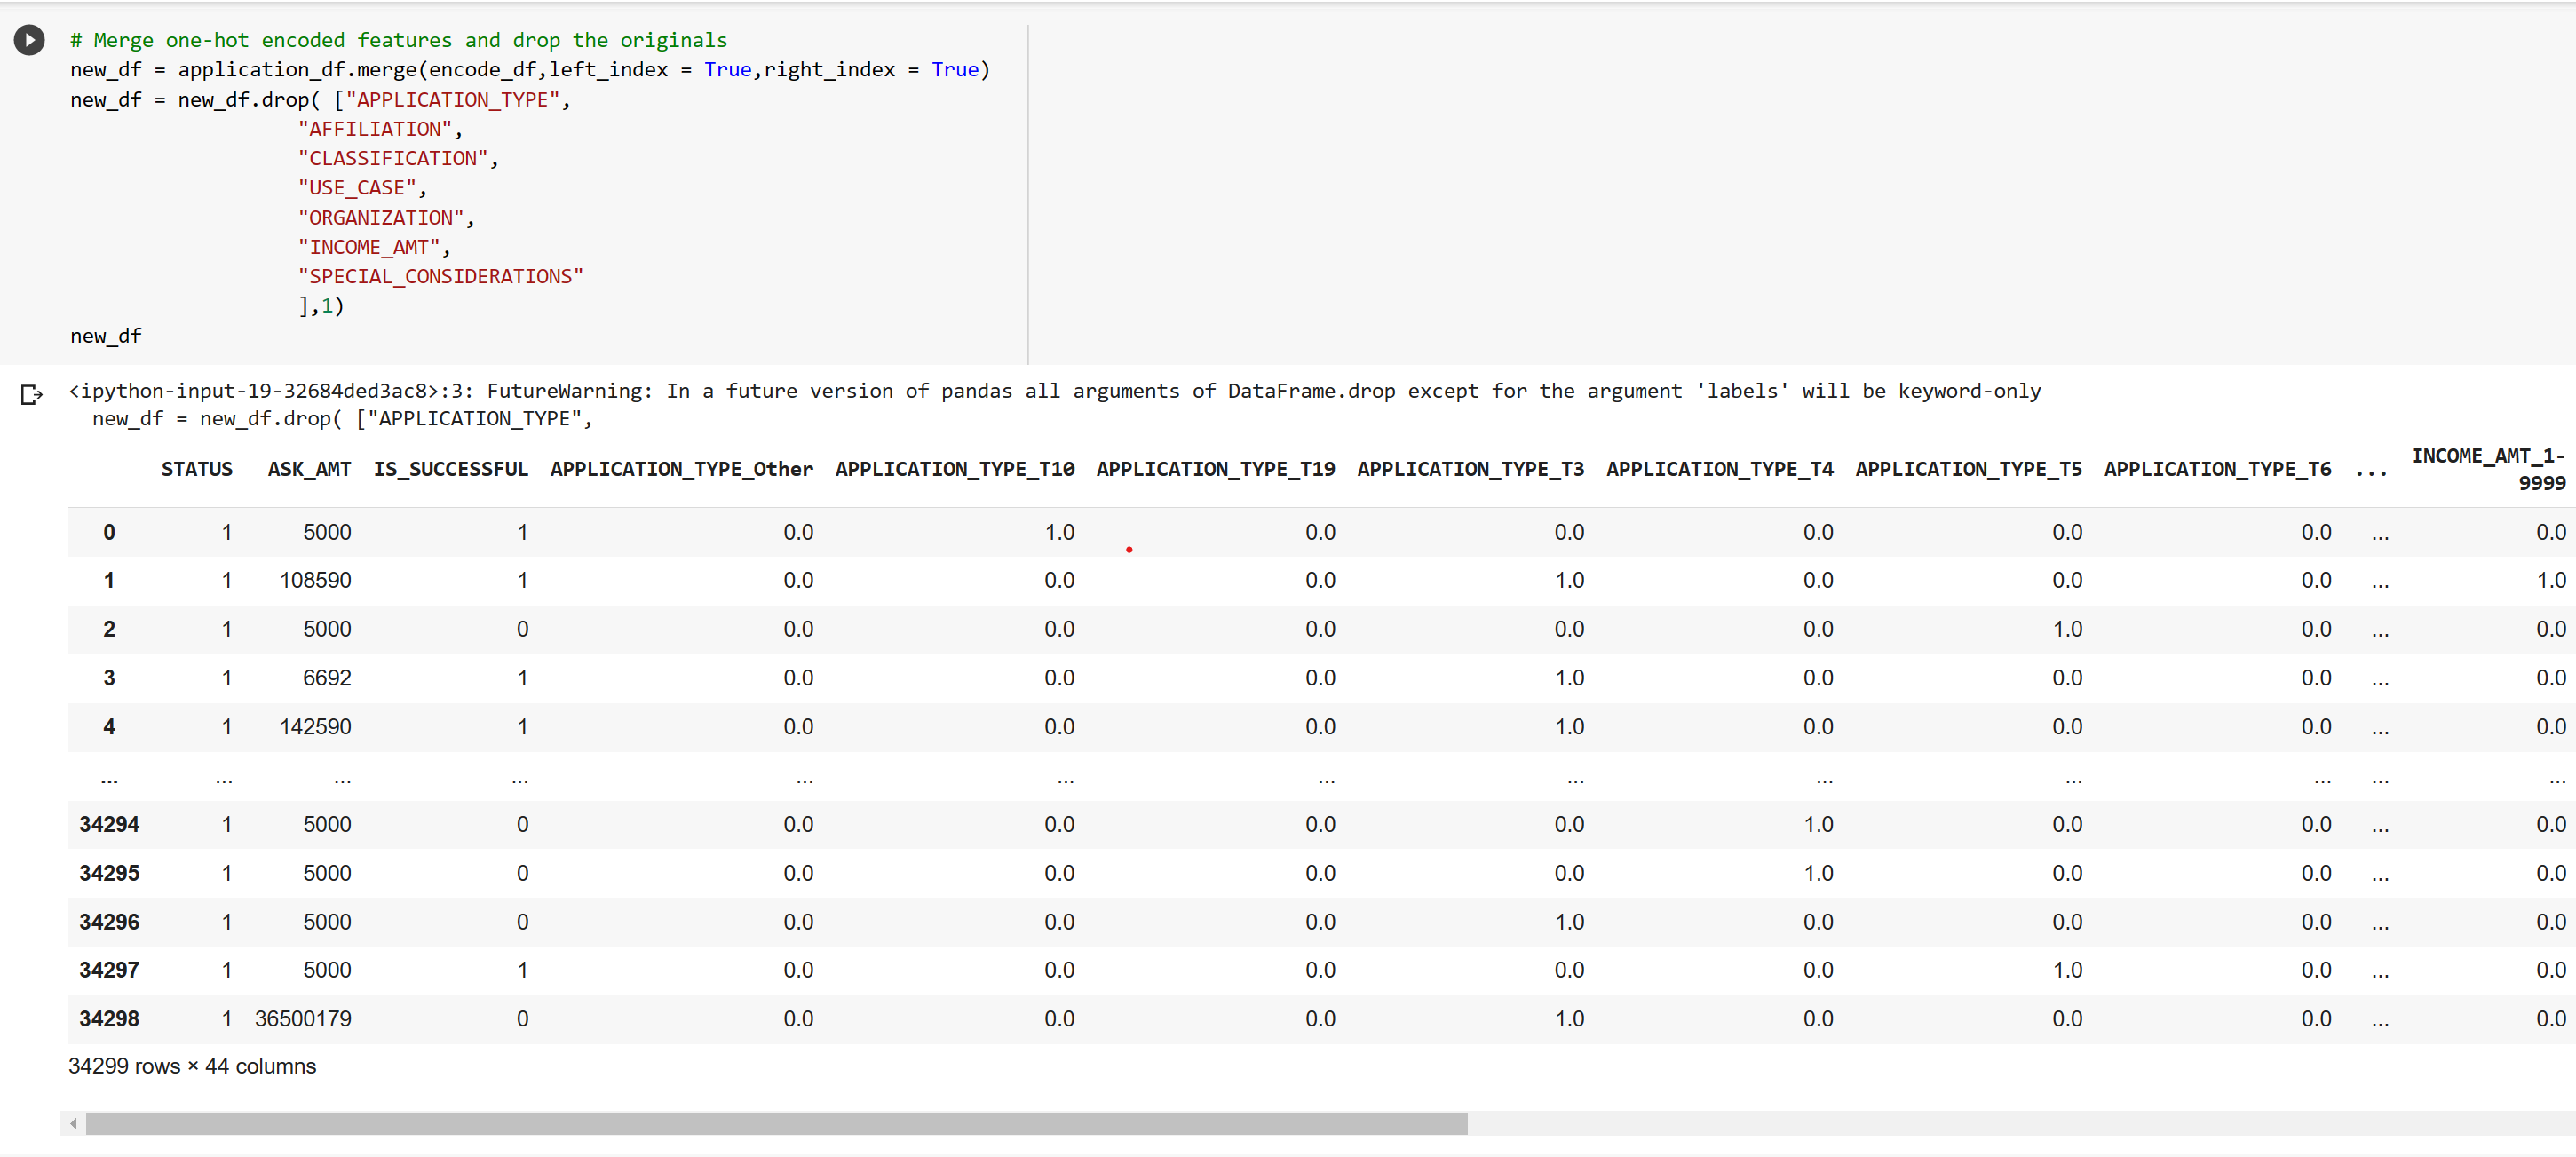 # Merge one-hot encoded features and drop the originals
new_df = application_df.merge(encode_df,left_index = True,right_index = True)
new_df = new_df.drop( ["APPLICATION_TYPE",
"AFFILIATION",
"CLASSIFICATION",
"USE_CASE",
"ORGANIZATION",
"INCOME_AMT",
"SPECIAL_CONSIDERATIONS"
],1)
new_df
<ipython-input-19-32684ded3ac8>:3: FutureWarning: In a future version of pandas all arguments of DataFrame.drop except for the argument 'labels' will be keyword-only
new_df = new_df.drop( ["APPLICATION_TYPE",
STATUS ASK_AMT IS_SUCCESSFUL APPLICATION_TYPE_Other APPLICATION_TYPE_T10 APPLICATION_TYPE_T19 APPLICATION_TYPE_T3 APPLICATION_TYPE_T4 APPLICATION_TYPE_T5 APPLICATION_TYPE_T6 ... INCOME_AMT_1-
9999
0 1 5000 1 0.0 1.0 0.0 0.0 0.0 0.0 0.0 ... 0.0
1 1 108590 1 0.0 0.0 0.0 1.0 0.0 0.0 0.0 ... 1.0
2 1 5000 0 0.0 0.0 0.0 0.0 0.0 1.0 0.0 ... 0.0
3 1 6692 1 0.0 0.0 0.0 1.0 0.0 0.0 0.0 ... 0.0
4 1 142590 1 0.0 0.0 0.0 1.0 0.0 0.0 0.0 ... 0.0
... ... ... ... ... ... ... ... ... ... ... ... ...
34294 1 5000 0 0.0 0.0 0.0 0.0 1.0 0.0 0.0 ... 0.0
34295 1 5000 0 0.0 0.0 0.0 0.0 1.0 0.0 0.0 ... 0.0
34296 1 5000 0 0.0 0.0 0.0 1.0 0.0 0.0 0.0 ... 0.0
34297 1 5000 1 0.0 0.0 0.0 0.0 0.0 1.0 0.0 ... 0.0
34298 1 36500179 0 0.0 0.0 0.0 1.0 0.0 0.0 0.0 ... 0.0
34299 rows × 44 columns